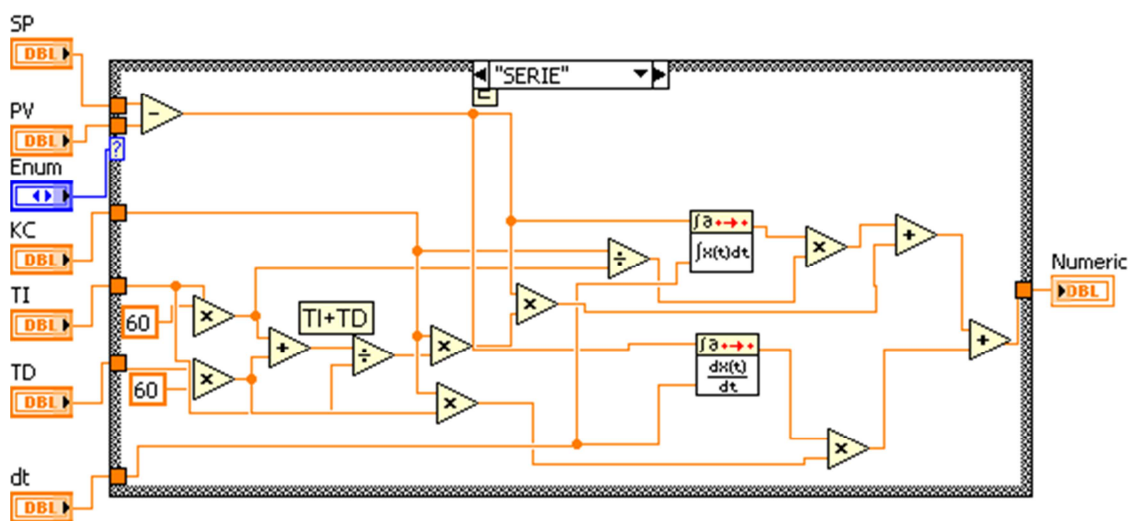 SP
DBL
PV
DBL
Enum
KC
DBL
TI
DBL
TD
DBL
dt
DBL
"SERIE"
?
-
60
×
60
×
+
TI+TD
÷
×
×
×
÷
∫∂
∫x(t)dt
∫∂
dx(t)
dt
×
+
×
+
Numeric
DBL